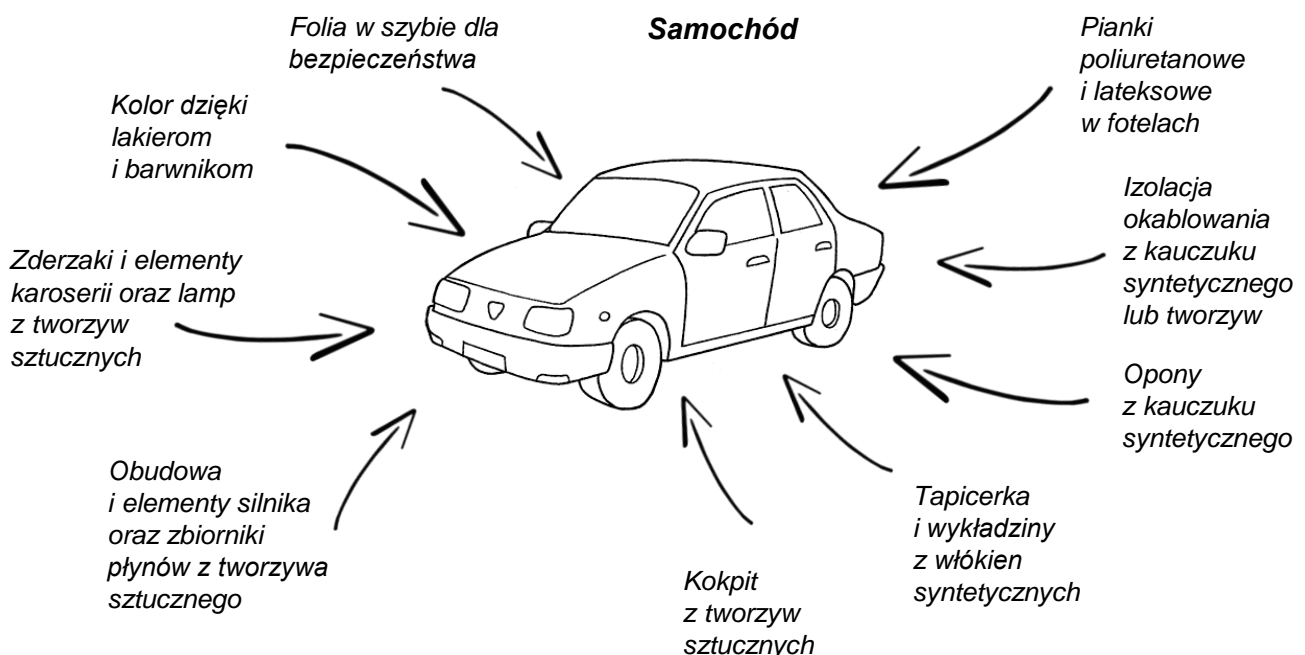 Samochód
Folia w szybie dla
bezpieczeństwa
Pianki
poliuretanowe
i lateksowe
w fotelach
Kolor dzięki
lakierom
i barwnikom
Izolacja
okablowania
z kauczuku
syntetycznego
lub tworzyw
Zderzaki i elementy
karoserii oraz lamp
z tworzyw
sztucznych
Opony
z kauczuku
syntetycznego
Obudowa
i elementy silnika
oraz zbiorniki
płynów z tworzywa
sztucznego
Tapicerka
i wykładziny
z włókien
syntetycznych
Kokpit
z tworzyw
sztucznych